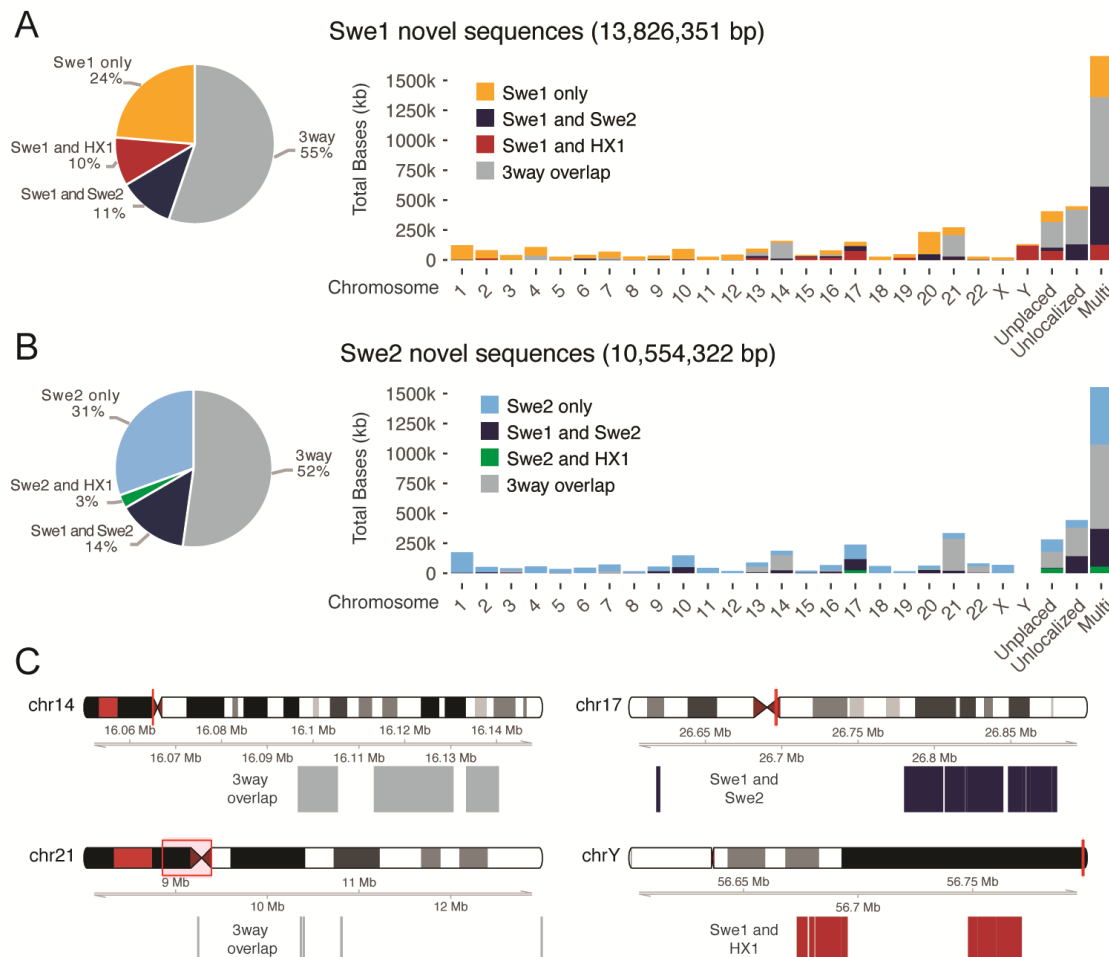 A
Swe1 novel sequences (13,826,351 bp)
Swe1 only
24%
Swe1 and HX1
10%
Swe1 and Swe2
11%
3way
55%
Total Bases (kb)
1500k
1250k
1000k
750k
500k
250k
0
Swe1 only
Swe1 and Swe2
Swe1 and HX1
3way overlap
Chromosome
1 2 3 4 5 6 7 8 9 10 11 12 13 14 15 16 17 18 19 20 21 22 X Y Unplaced Unlocalized Multi
B
Swe2 novel sequences (10,554,322 bp)
Swe2 only
31%
Swe2 and HX1
3%
Swe1 and Swe2
14%
3way
52%
Total Bases (kb)
1500k
1250k
1000k
750k
500k
250k
0
Swe2 only
Swe1 and Swe2
Swe2 and HX1
3way overlap
Chromosome
1 2 3 4 5 6 7 8 9 10 11 12 13 14 15 16 17 18 19 20 21 22 X Y Unplaced Unlocalized Multi
C
chr14
16.06 Mb 16.08 Mb 16.1 Mb 16.12 Mb 16.14 Mb
16.07 Mb 16.09 Mb 16.11 Mb 16.13 Mb
3way
overlap
chr17
26.65 Mb 26.75 Mb 26.85 Mb
26.7 Mb 26.8 Mb
Swe1 and
Swe2
chr21
9 Mb 11 Mb
10 Mb 12 Mb
3way
overlap
chrY
56.65 Mb 56.75 Mb
56.7 Mb
Swe1 and
HX1